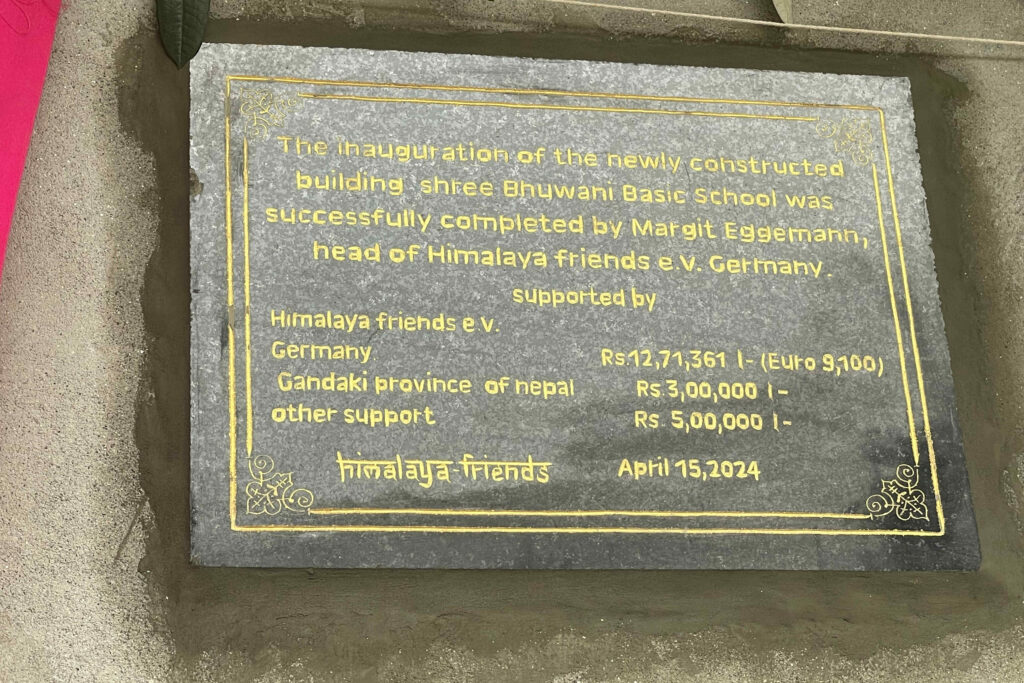 The inauguration of the newly constructed
building shree Bhuwani Basic School was
successfully completed by Margit Eggemann,
head of Himalaya friends e.V. Germany.
supported by
Himalaya friends e V.
Germany Rs.12,71,361 I- (Euro 9,100)
Gandaki province of nepal Rs 3,00,000 I-
other support Rs. 5,00,000 I-
himalaya-friends April 15,2024